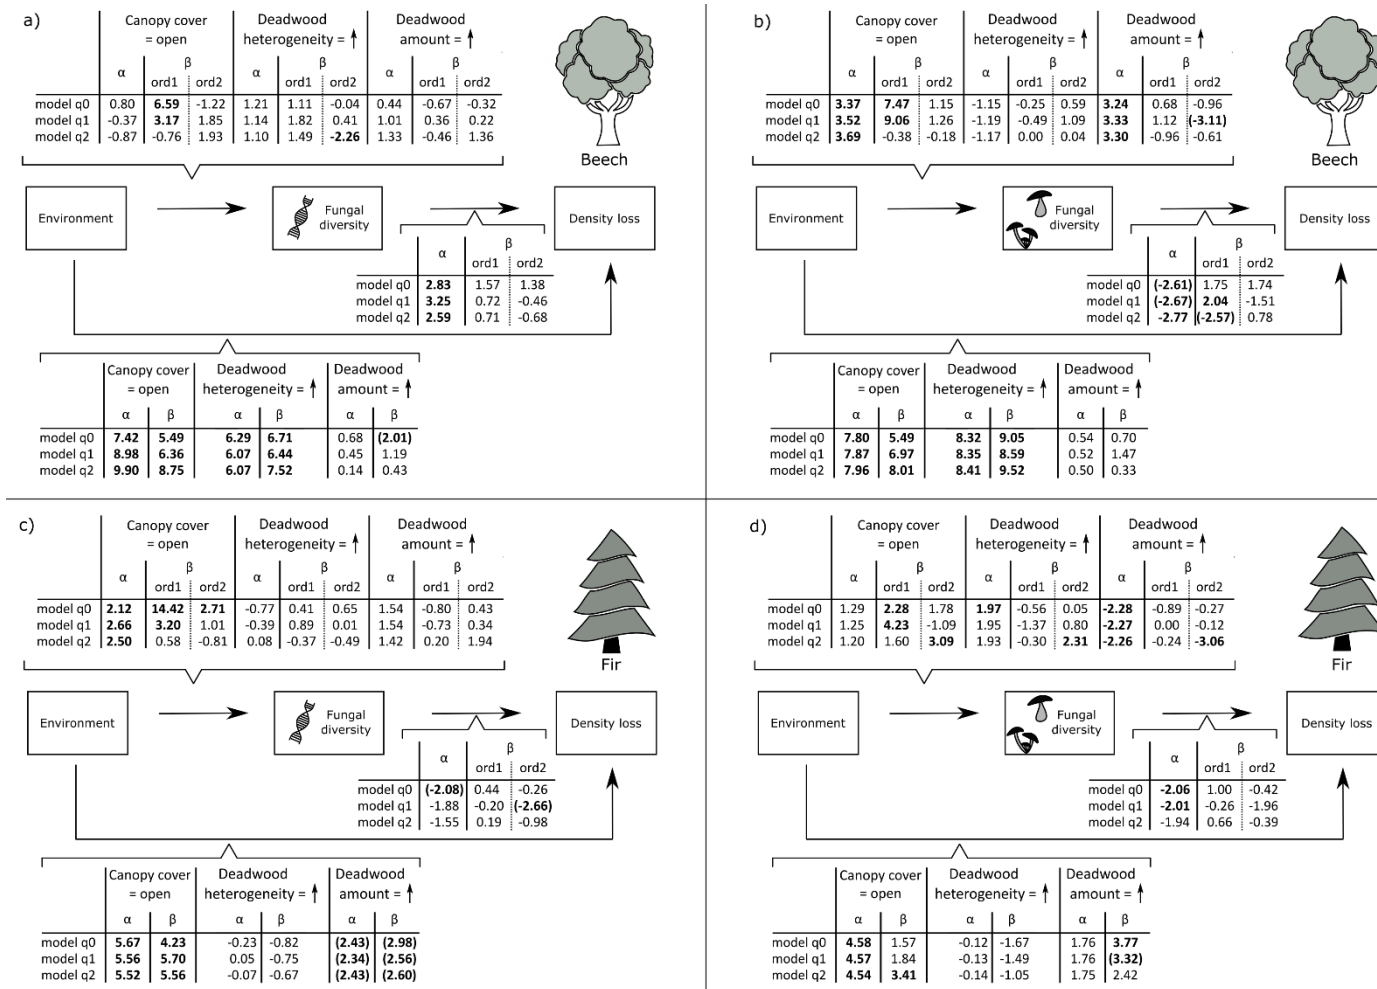 a)
Canopy cover Deadwood Deadwood
= open heterogeneity = ↑ amount = ↑
α β α β α β
ord1 ord2 ord1 ord2 ord1 ord2
model q0 0.80 6.59 -1.22 1.21 1.11 -0.04 0.44 -0.67 -0.32
model q1 -0.37 3.17 1.85 1.14 1.82 0.41 1.01 0.36 0.22
model q2 -0.87 -0.76 1.93 1.10 1.49 -2.26 1.33 -0.46 1.36
Beech
Environment
Fungal
diversity
Density loss
α β
ord1 ord2
model q0 2.83 1.57 1.38
model q1 3.25 0.72 -0.46
model q2 2.59 0.71 -0.68
Canopy cover Deadwood Deadwood
= open heterogeneity = ↑ amount = ↑
α β α β α β
model q0 7.42 5.49 6.29 6.71 0.68 (2.01)
model q1 8.98 6.36 6.07 6.44 0.45 1.19
model q2 9.90 8.75 6.07 7.52 0.14 0.43
b)
Canopy cover Deadwood Deadwood
= open heterogeneity = ↑ amount = ↑
α β α β α β
ord1 ord2 ord1 ord2 ord1 ord2
model q0 3.37 7.47 1.15 -1.15 -0.25 0.59 3.24 0.68 -0.96
model q1 3.52 9.06 1.26 -1.19 -0.49 1.09 3.33 1.12 (-3.11)
model q2 3.69 -0.38 -0.18 -1.17 0.00 0.04 3.30 -0.96 -0.61
Beech
Environment
Fungal
diversity
Density loss
α β
ord1 ord2
model q0 (-2.61) 1.75 1.74
model q1 (-2.67) 2.04 -1.51
model q2 -2.77 (-2.57) 0.78
Canopy cover Deadwood Deadwood
= open heterogeneity = ↑ amount = ↑
α β α β α β
model q0 7.80 5.49 8.32 9.05 0.54 0.70
model q1 7.87 6.97 8.35 8.59 0.52 1.47
model q2 7.96 8.01 8.41 9.52 0.50 0.33
c)
Canopy cover Deadwood Deadwood
= open heterogeneity = ↑ amount = ↑
α β α β α β
ord1 ord2 ord1 ord2 ord1 ord2
model q0 2.12 14.42 2.71 -0.77 0.41 0.65 1.54 -0.80 0.43
model q1 2.66 3.20 1.01 -0.39 0.89 0.01 1.54 -0.73 0.34
model q2 2.50 0.58 -0.81 0.08 -0.37 -0.49 1.42 0.20 1.94
Fir
Environment
Fungal
diversity
Density loss
α β
ord1 ord2
model q0 (-2.08) 0.44 -0.26
model q1 -1.88 -0.20 (-2.66)
model q2 -1.55 0.19 -0.98
Canopy cover Deadwood Deadwood
= open heterogeneity = ↑ amount = ↑
α β α β α β
model q0 5.67 4.23 -0.23 -0.82 (2.43) (2.98)
model q1 5.56 5.70 0.05 -0.75 (2.34) (2.56)
model q2 5.52 5.56 -0.07 -0.67 (2.43) (2.60)
d)
Canopy cover Deadwood Deadwood
= open heterogeneity = ↑ amount = ↑
α β α β α β
ord1 ord2 ord1 ord2 ord1 ord2
model q0 1.29 2.28 1.78 1.97 -0.56 0.05 -2.28 -0.89 -0.27
model q1 1.25 4.23 -1.09 1.95 -1.37 0.80 -2.27 0.00 -0.12
model q2 1.20 1.60 3.09 1.93 -0.30 2.31 -2.26 -0.24 -3.06
Fir
Environment
Fungal
diversity
Density loss
α β
ord1 ord2
model q0 -2.06 1.00 -0.42
model q1 -2.01 -0.26 -1.96
model q2 -1.94 0.66 -0.39
Canopy cover Deadwood Deadwood
= open heterogeneity = ↑ amount = ↑
α β α β α β
model q0 4.58 1.57 -0.12 -1.67 1.76 3.77
model q1 4.57 1.84 -0.13 -1.49 1.76 (3.32)
model q2 4.54 3.41 -0.14 -1.05 1.75 2.42